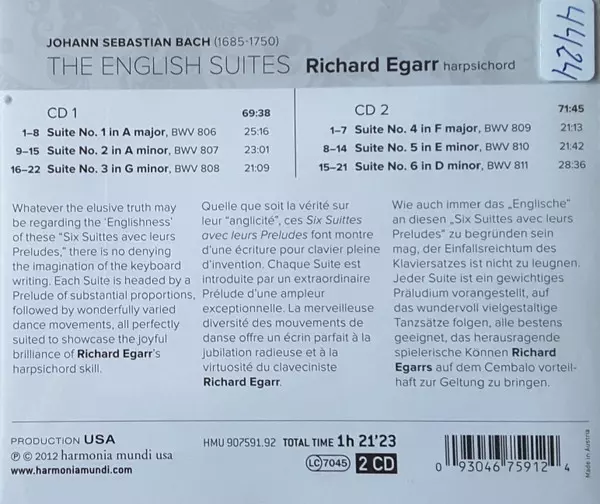 JOHANN SEBASTIAN BACH (1685-1750)
THE ENGLISH SUITES Richard Egarr harpsichord
44124
CD 1 69:38
1–8 Suite No. 1 in A major, BWV 806 25:16
9–15 Suite No. 2 in A minor, BWV 807 23:01
16–22 Suite No. 3 in G minor, BWV 808 21:09
CD 2 71:45
1–7 Suite No. 4 in F major, BWV 809 21:13
8–14 Suite No. 5 in E minor, BWV 810 21:42
15–21 Suite No. 6 in D minor, BWV 811 28:36
Whatever the elusive truth may
be regarding the 'Englishness'
of these "Six Suittes avec leurs
Preludes," there is no denying
the imagination of the keyboard
writing. Each Suite is headed by a
Prelude of substantial proportions,
followed by wonderfully varied
dance movements, all perfectly
suited to showcase the joyful
brilliance of Richard Egarr's
harpsichord skill.
Quelle que soit la vérité sur
leur "anglicité", ces Six Suittes
avec leurs Preludes font montre
d'une écriture pour clavier pleine
d'invention. Chaque Suite est
introduite par un extraordinaire
Prélude d'une ampleur
exceptionnelle. La merveilleuse
diversité des mouvements de
danse offre un écrin parfait à la
jubilation radieuse et à la
virtuosité du claveciniste
Richard Egarr.
Wie auch immer das „Englische"
an diesen „Six Suittes avec leurs
Preludes" zu begründen sein
mag, der Einfallsreichtum des
Klaviersatzes ist nicht zu leugnen.
Jeder Suite ist ein gewichtiges
Präludium vorangestellt, auf
das wundervoll vielgestaltige
Tanzsätze folgen, alle bestens
geeignet, das herausragende
spielerische Können Richard
Egarrs auf dem Cembalo vorteil-
haft zur Geltung zu bringen.
PRODUCTION USA
℗ © 2012 harmonia mundi usa
www.harmoniamundi.com
HMU 907591.92 TOTAL TIME 1h 21'23
LC 7045 2 CD
0 93046 75912 4
Made in Austria